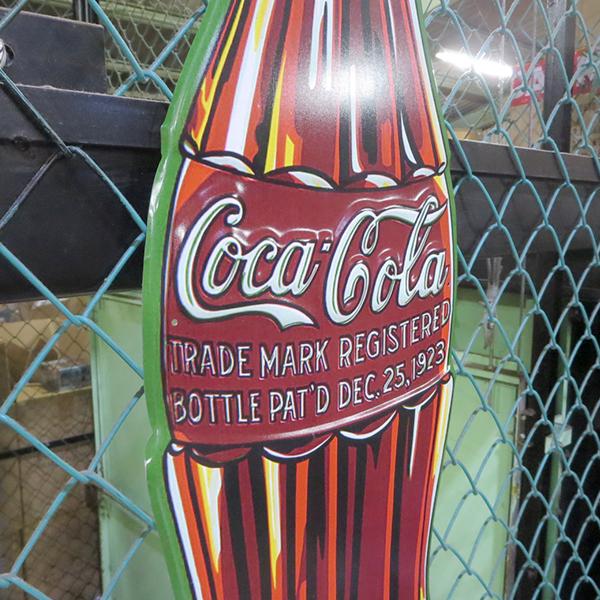 Coca-Cola
TRADE MARK REGISTERED
BOTTLE PAT'D DEC. 25, 1923